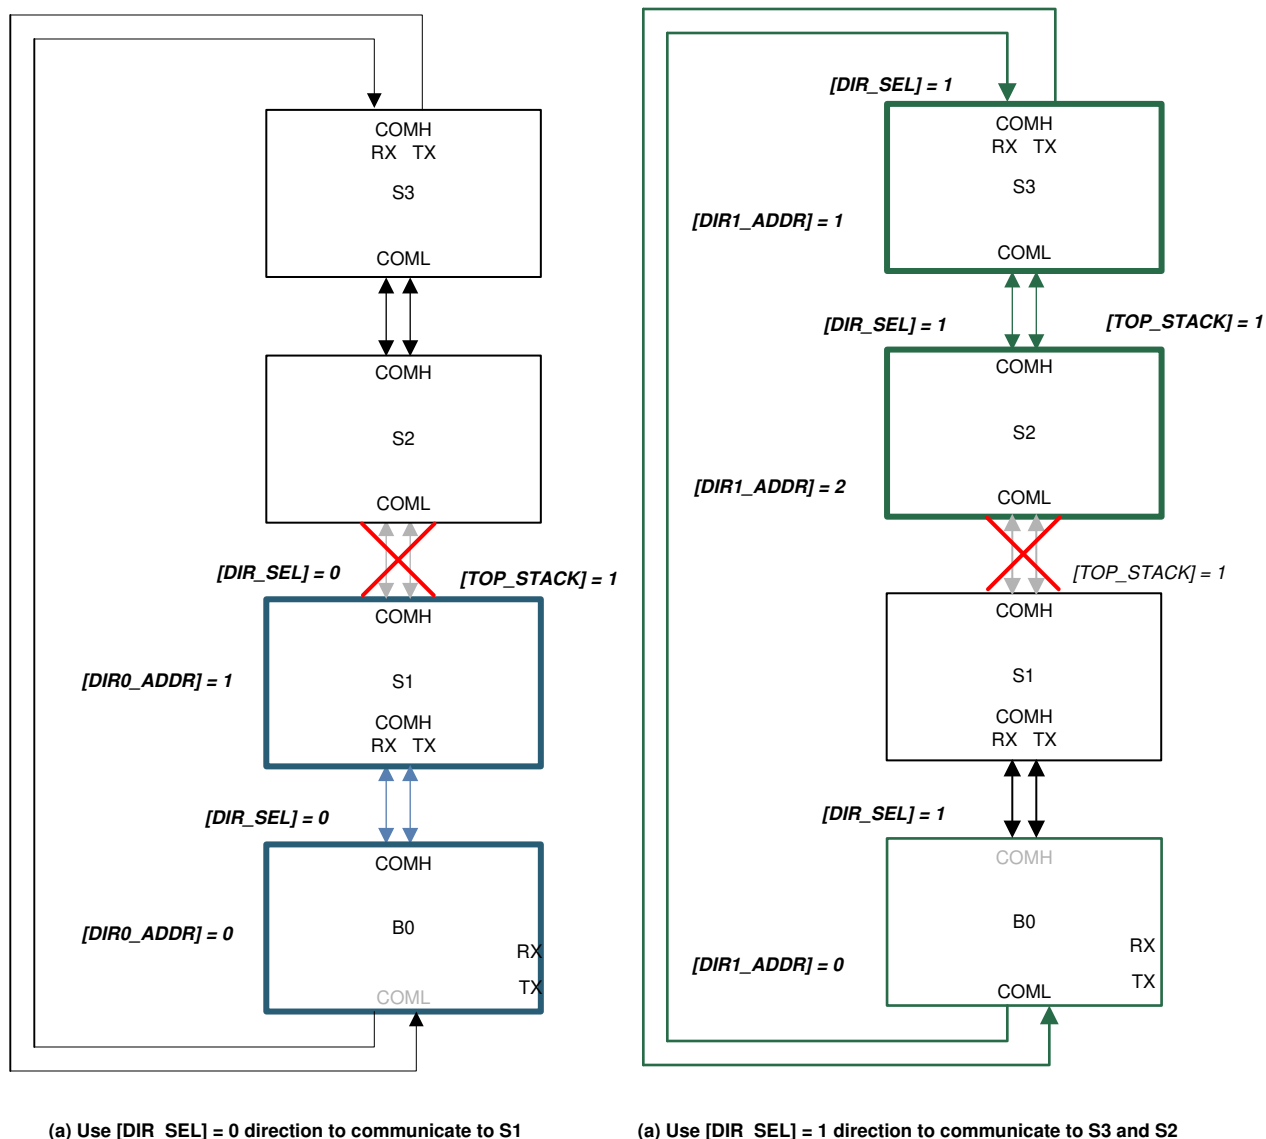 COMH
RX TX
S3
COML
COMH
S2
COML
[DIR_SEL] = 0
[TOP_STACK] = 1
COMH
[DIR0_ADDR] = 1
S1
COMH
RX TX
[DIR_SEL] = 0
COMH
B0
[DIR0_ADDR] = 0
RX
TX
COML
(a) Use [DIR_SEL] = 0 direction to communicate to S1
[DIR_SEL] = 1
COMH
RX TX
S3
[DIR1_ADDR] = 1
COML
[DIR_SEL] = 1
[TOP_STACK] = 1
COMH
S2
[DIR1_ADDR] = 2
COML
[TOP_STACK] = 1
COMH
S1
COMH
RX TX
[DIR_SEL] = 1
COMH
B0
RX
[DIR1_ADDR] = 0
TX
COML
(a) Use [DIR_SEL] = 1 direction to communicate to S3 and S2